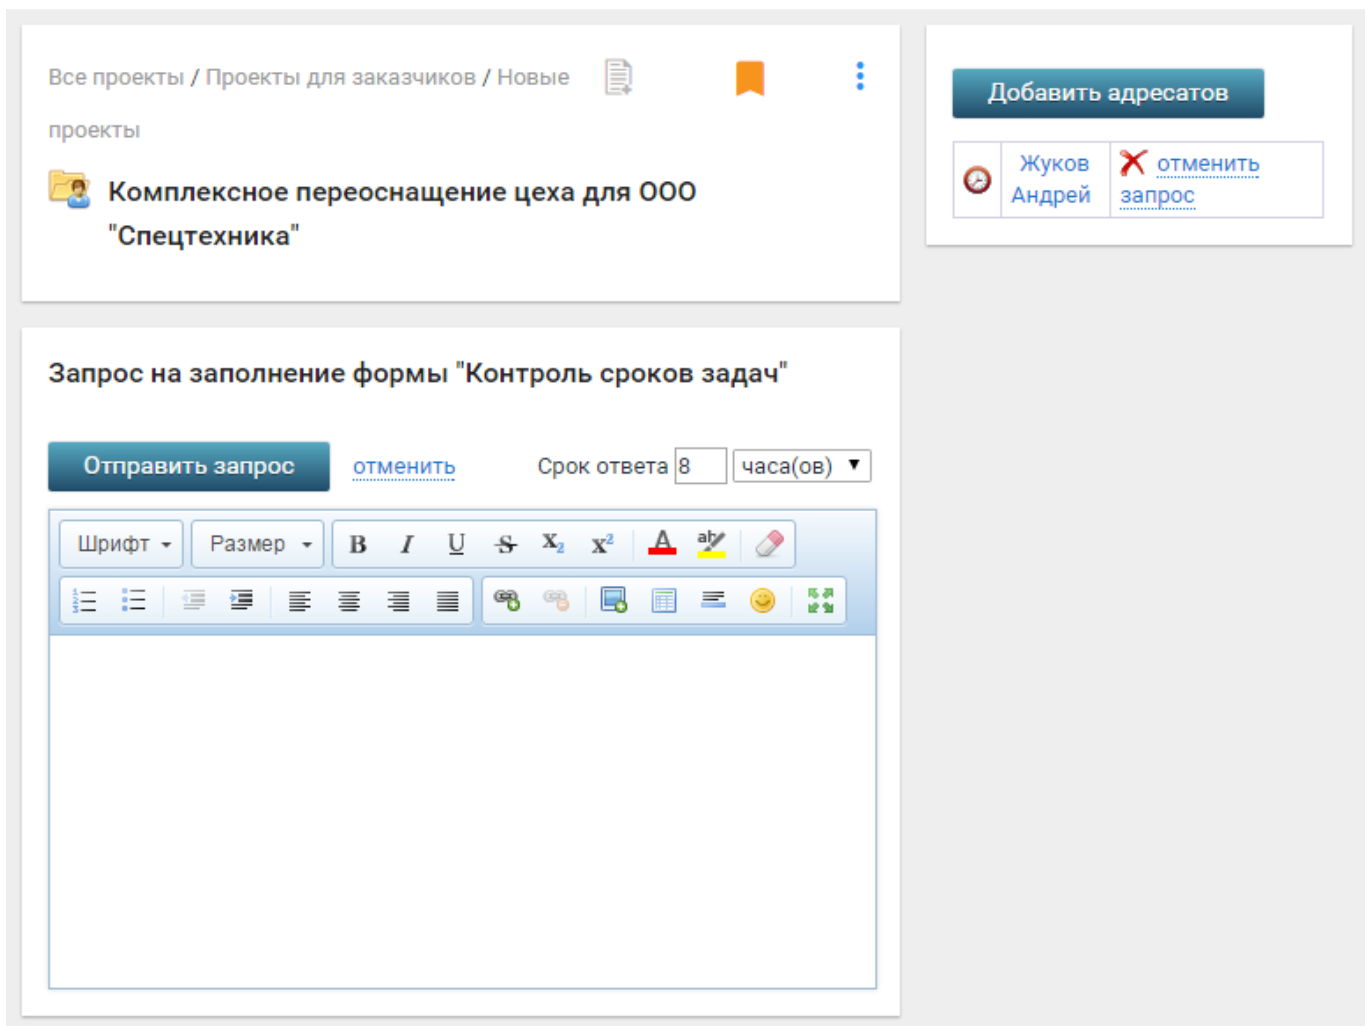 Все проекты / Проекты для заказчиков / Новые
проекты
Комплексное переоснащение цеха для ООО
"Спецтехника"
Добавить адресатов
Жуков
Андрей
отменить
запрос
Запрос на заполнение формы "Контроль сроков задач"
Отправить запрос отменить Срок ответа 8 часа(ов)
Шрифт Размер B I U S X₂ x² A ab